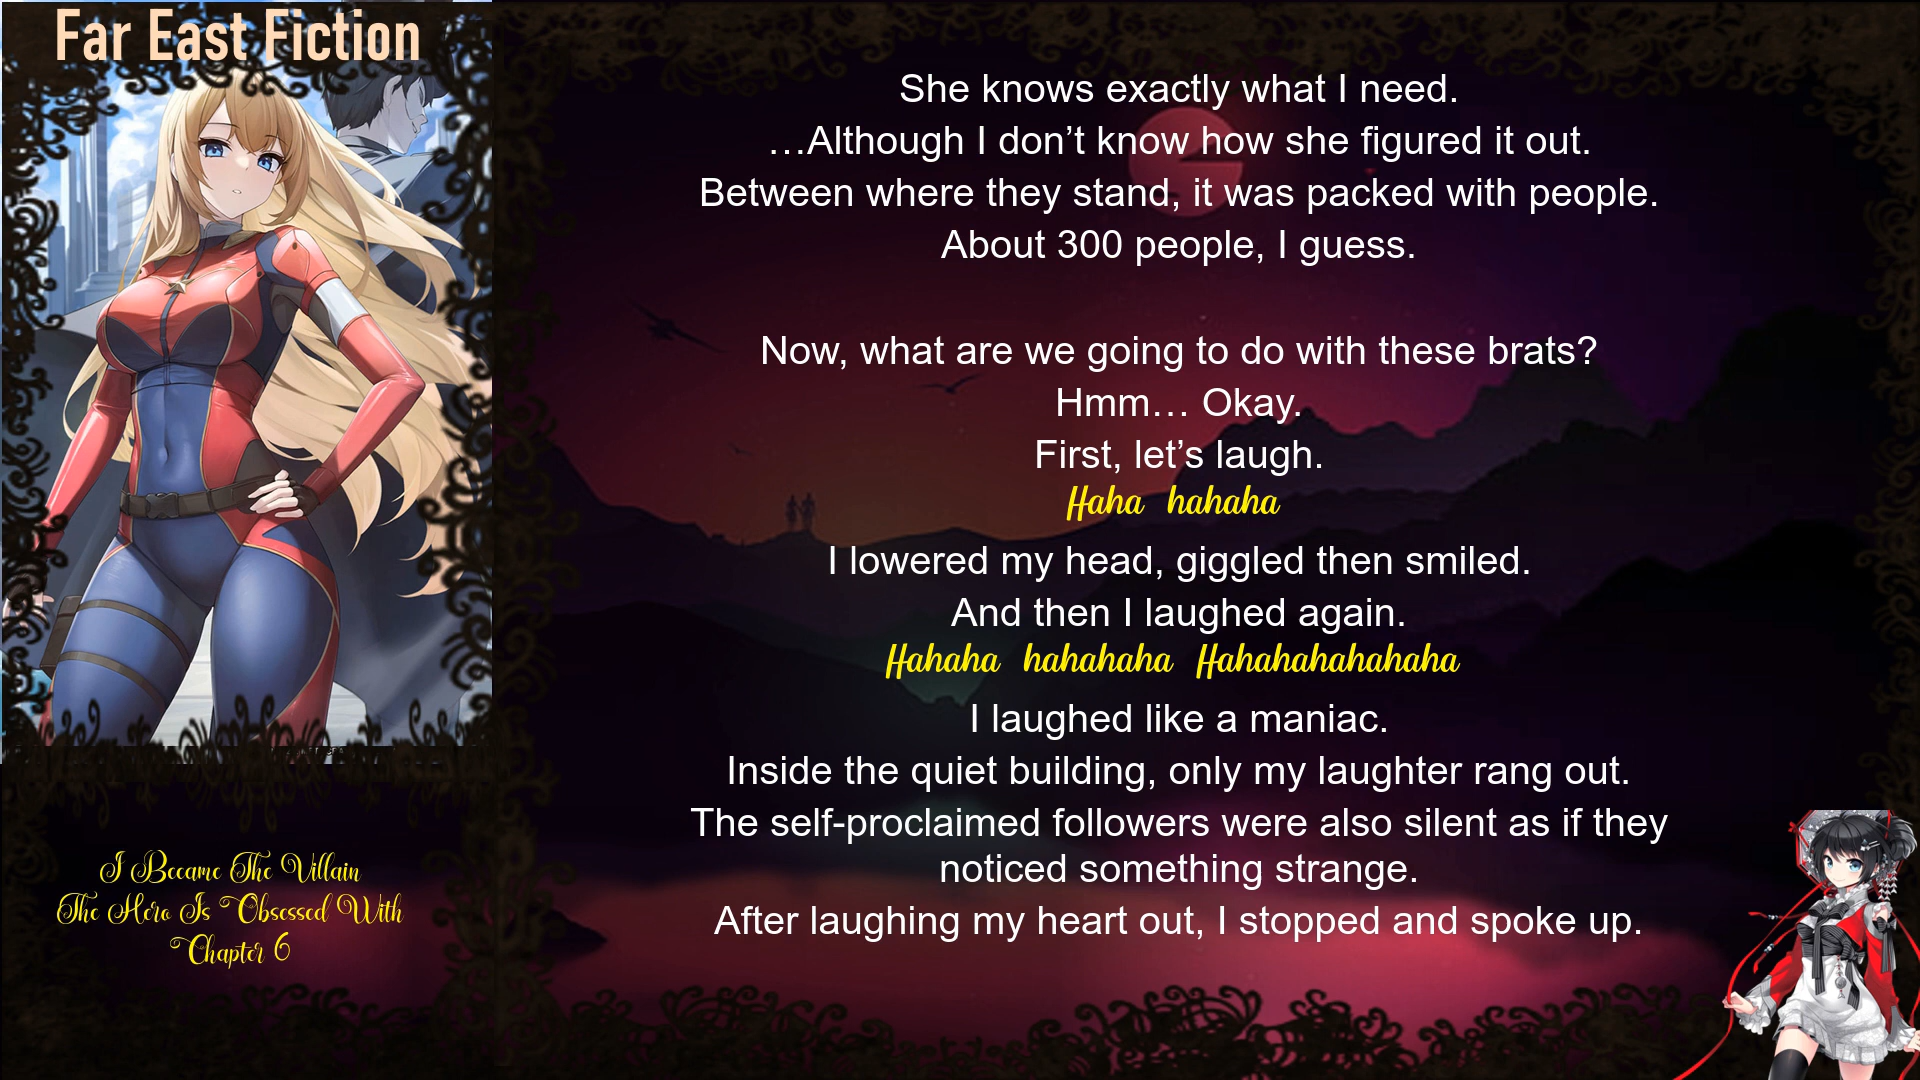 Far East Fiction
She knows exactly what I need.
…Although I don’t know how she figured it out.
Between where they stand, it was packed with people.
About 300 people, I guess.
Now, what are we going to do with these brats?
Hmm… Okay.
First, let’s laugh.
Haha hahaha
I lowered my head, giggled then smiled.
And then I laughed again.
Hahaha hahahaha Hahahahahahaha
I laughed like a maniac.
Inside the quiet building, only my laughter rang out.
The self-proclaimed followers were also silent as if they
noticed something strange.
After laughing my heart out, I stopped and spoke up.
I Became The Villain
The Hero Is Obsessed With
Chapter 6